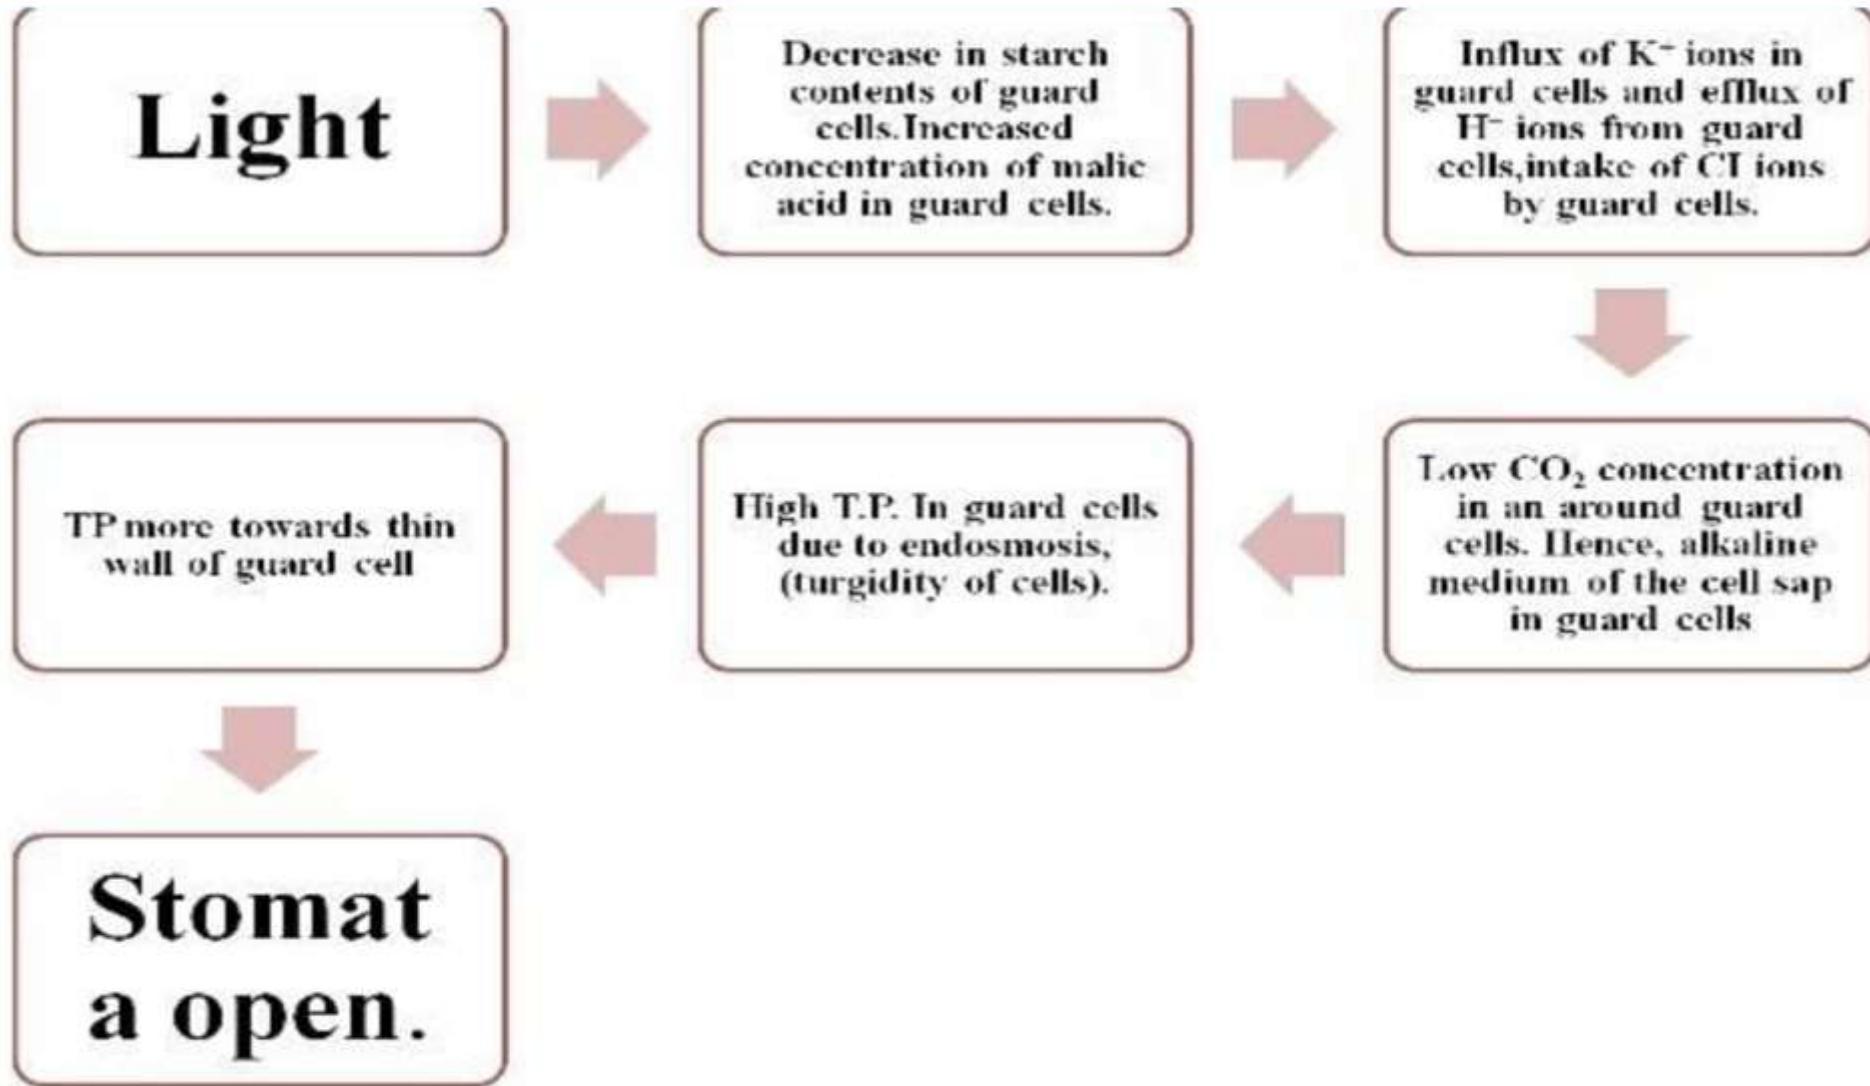 Light
Decrease in starch
contents of guard
cells.Increased
concentration of malic
acid in guard cells.
Influx of K⁺ ions in
guard cells and efflux of
H⁺ ions from guard
cells,intake of Cl ions
by guard cells.
Low CO₂ concentration
in an around guard
cells. Hence, alkaline
medium of the cell sap
in guard cells
High T.P. In guard cells
due to endosmosis,
(turgidity of cells).
TP more towards thin
wall of guard cell
Stomat
a open.